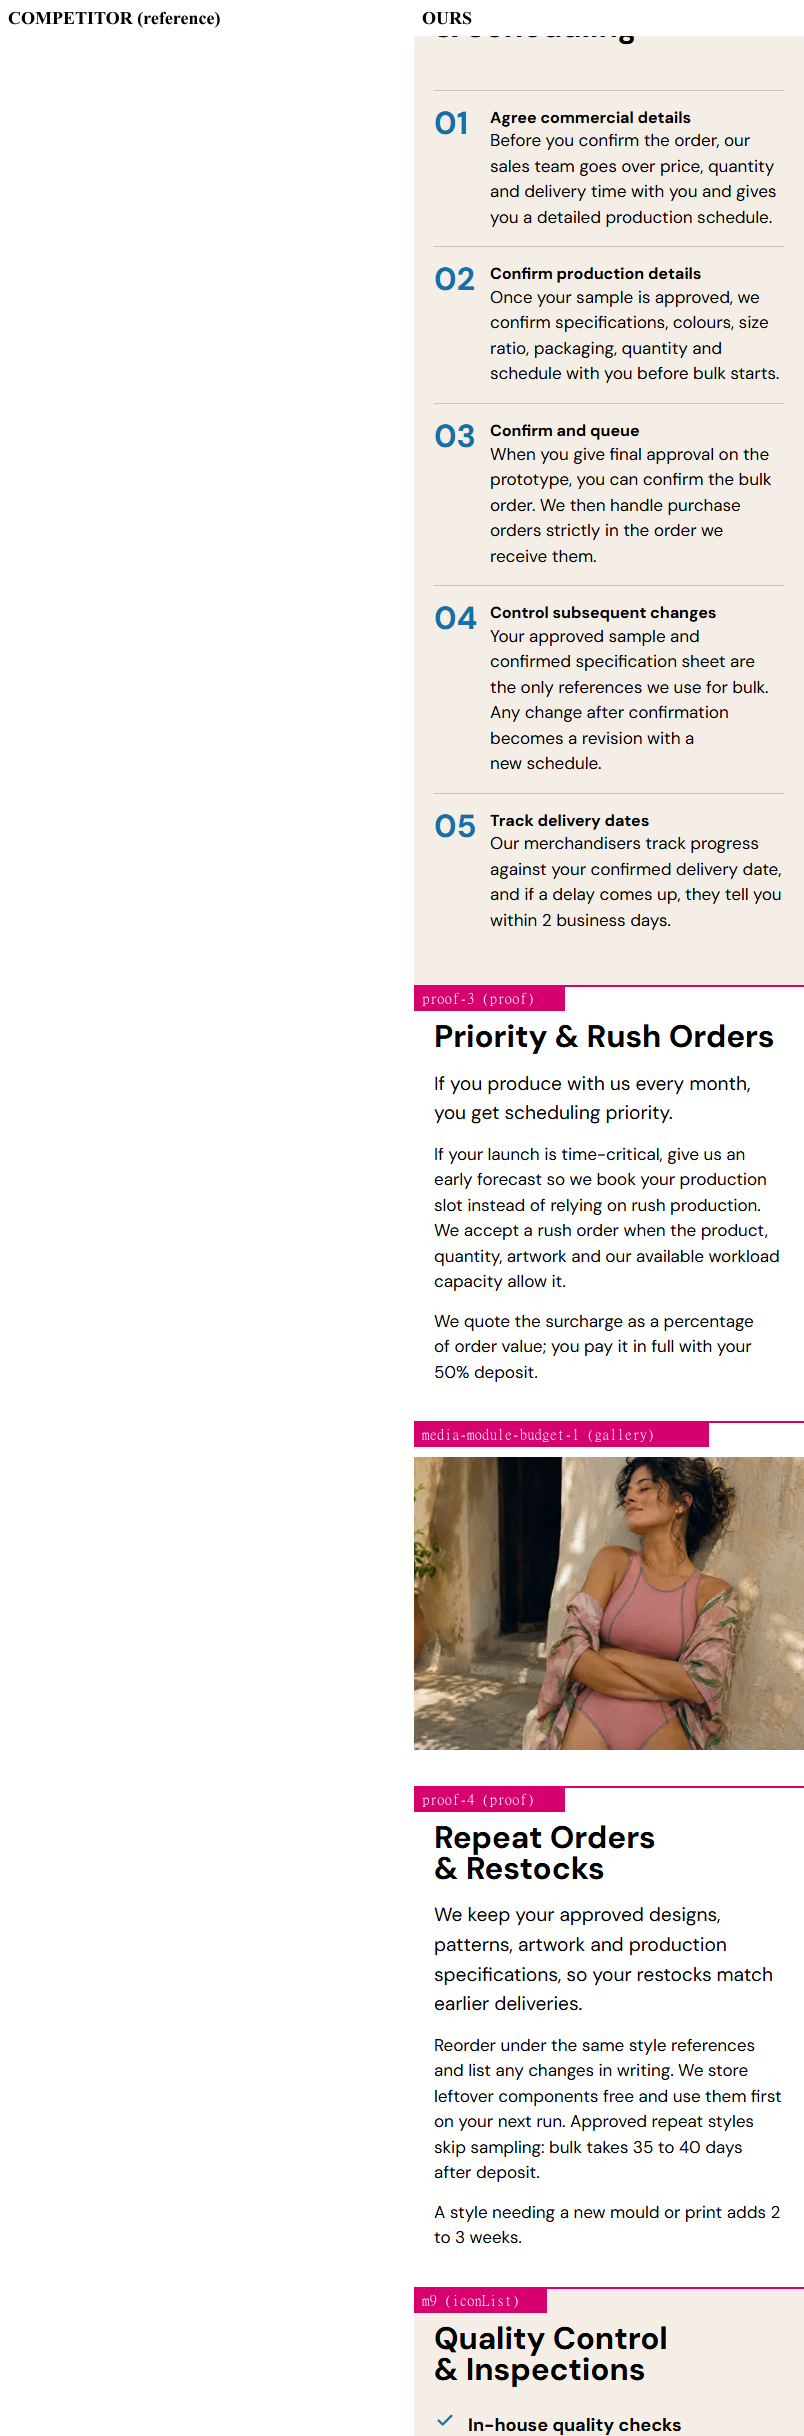 COMPETITOR (reference)
OURS
& Scheduling
01
Agree commercial details
Before you confirm the order, our
sales team goes over price, quantity
and delivery time with you and gives
you a detailed production schedule.
02
Confirm production details
Once your sample is approved, we
confirm specifications, colours, size
ratio, packaging, quantity and
schedule with you before bulk starts.
03
Confirm and queue
When you give final approval on the
prototype, you can confirm the bulk
order. We then handle purchase
orders strictly in the order we
receive them.
04
Control subsequent changes
Your approved sample and
confirmed specification sheet are
the only references we use for bulk.
Any change after confirmation
becomes a revision with a
new schedule.
05
Track delivery dates
Our merchandisers track progress
against your confirmed delivery date,
and if a delay comes up, they tell you
within 2 business days.
proof-3 (proof)
Priority & Rush Orders
If you produce with us every month,
you get scheduling priority.
If your launch is time-critical, give us an
early forecast so we book your production
slot instead of relying on rush production.
We accept a rush order when the product,
quantity, artwork and our available workload
capacity allow it.
We quote the surcharge as a percentage
of order value; you pay it in full with your
50% deposit.
media-module-budget-1 (gallery)
proof-4 (proof)
Repeat Orders
& Restocks
We keep your approved designs,
patterns, artwork and production
specifications, so your restocks match
earlier deliveries.
Reorder under the same style references
and list any changes in writing. We store
leftover components free and use them first
on your next run. Approved repeat styles
skip sampling: bulk takes 35 to 40 days
after deposit.
A style needing a new mould or print adds 2
to 3 weeks.
m9 (iconList)
Quality Control
& Inspections
In-house quality checks